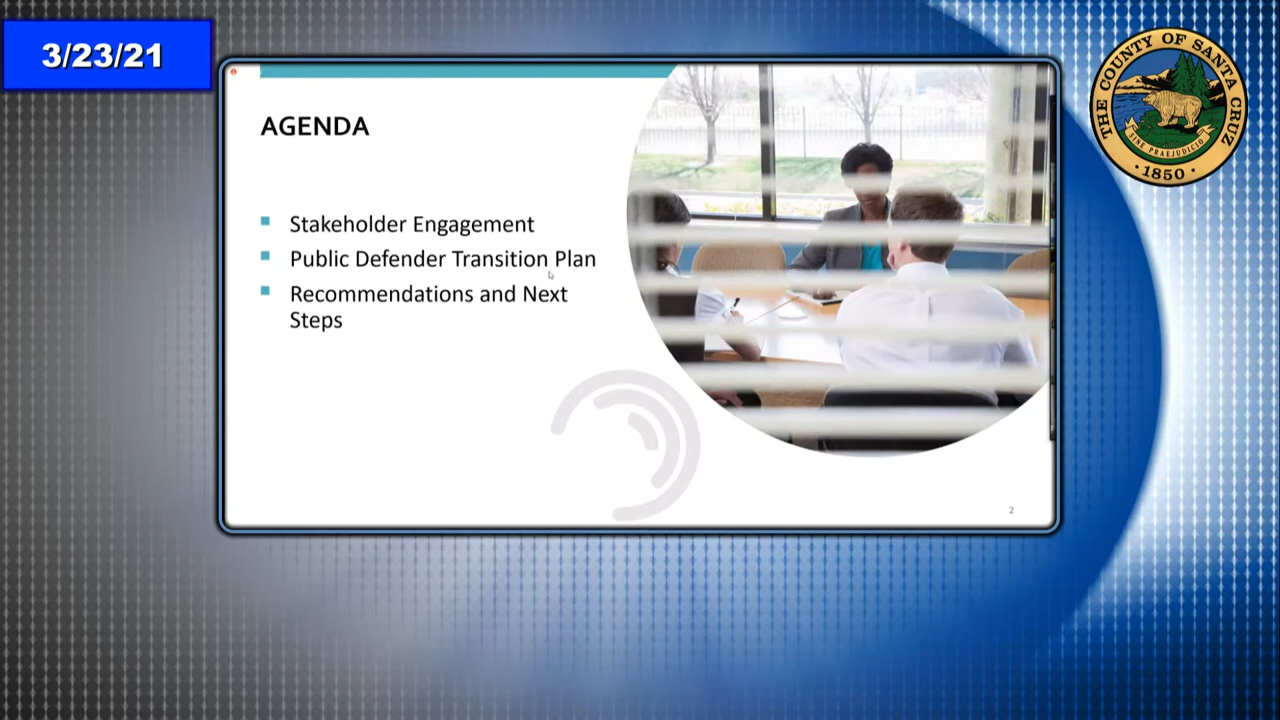 3/23/21
THE COUNTY OF SANTA CRUZ
SINE PRAEJUDICIO
• 1850 •
AGENDA
Stakeholder Engagement
Public Defender Transition Plan
Recommendations and Next
Steps
2